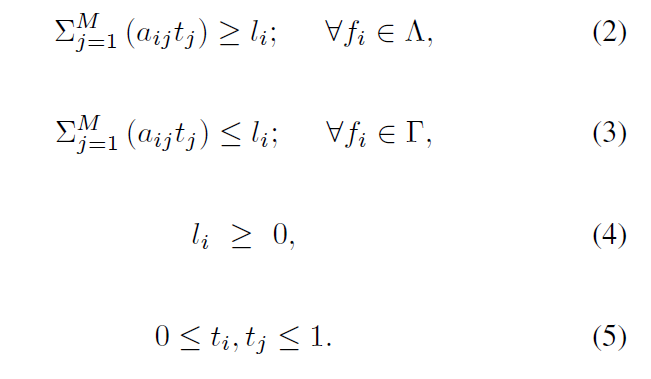 Σ_{j=1}^{M} (a_{ij}t_j) ≥ l_i;   ∀f_i ∈ Λ,   (2)
Σ_{j=1}^{M} (a_{ij}t_j) ≤ l_i;   ∀f_i ∈ Γ,   (3)
l_i ≥ 0,   (4)
0 ≤ t_i, t_j ≤ 1.   (5)